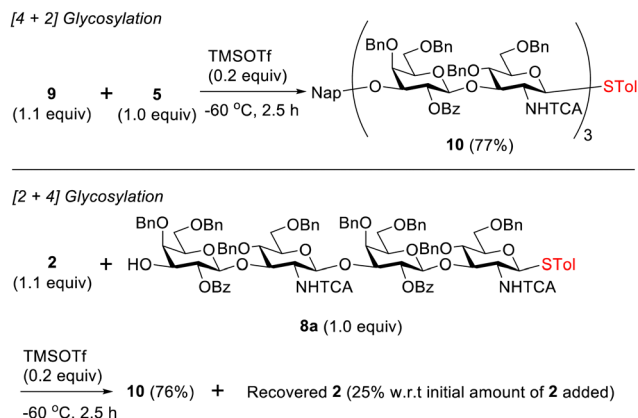 [4 + 2] Glycosylation
9
(1.1 equiv)
+
5
(1.0 equiv)
TMSOTf
(0.2 equiv)
-60 °C, 2.5 h
BnO
OBn
OBn
BnO
O
O
Nap
O
O
STol
OBz
NHTCA
3
10 (77%)
[2 + 4] Glycosylation
2
(1.1 equiv)
+
BnO
OBn
OBn
BnO
OBn
OBn
O
BnO
O
O
BnO
O
HO
O
O
O
STol
OBz
NHTCA
OBz
NHTCA
8a (1.0 equiv)
TMSOTf
(0.2 equiv)
-60 °C, 2.5 h
10 (76%) + Recovered 2 (25% w.r.t initial amount of 2 added)